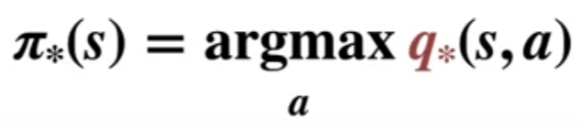 π*(s) = argmax q*(s, a)
a